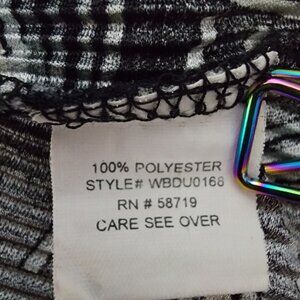 100% POLYESTER
STYLE# WBDU0168
RN # 58719
CARE SEE OVER